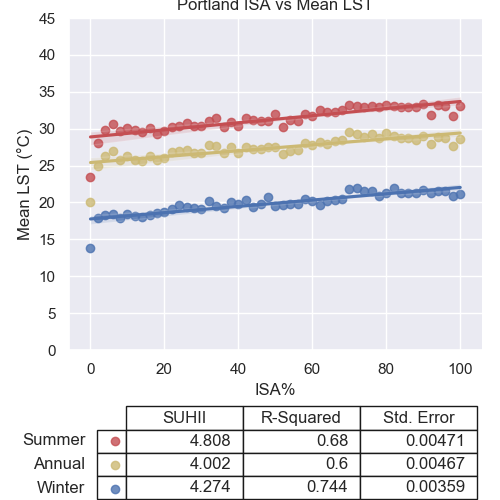 Portland ISA vs Mean LST
45
40
35
30
25
20
15
10
5
0
Mean LST (°C)
0 20 40 60 80 100
ISA%
SUHII R-Squared Std. Error
Summer 4.808 0.68 0.00471
Annual 4.002 0.6 0.00467
Winter 4.274 0.744 0.00359